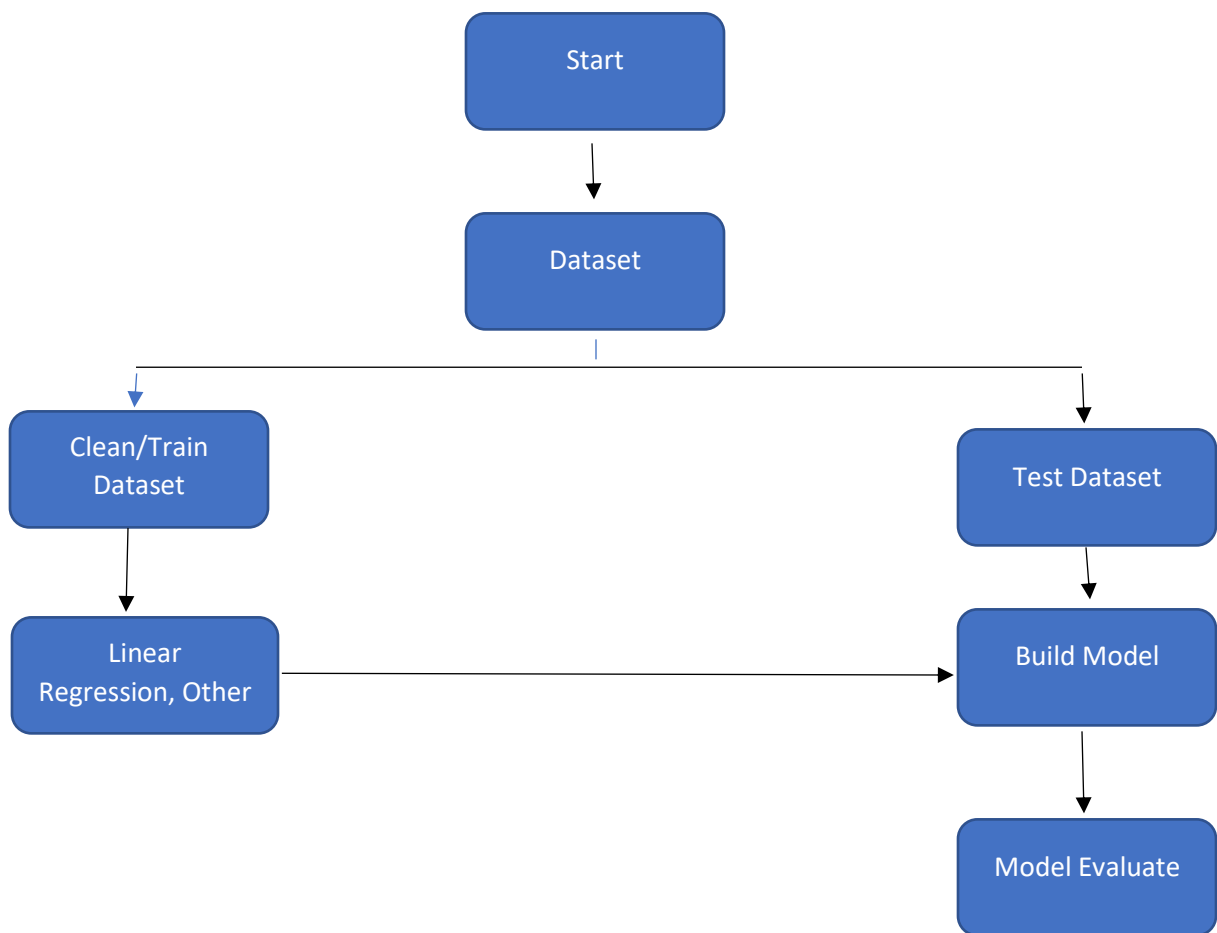 Start
Dataset
Clean/Train
Dataset
Test Dataset
Linear
Regression, Other
Build Model
Model Evaluate